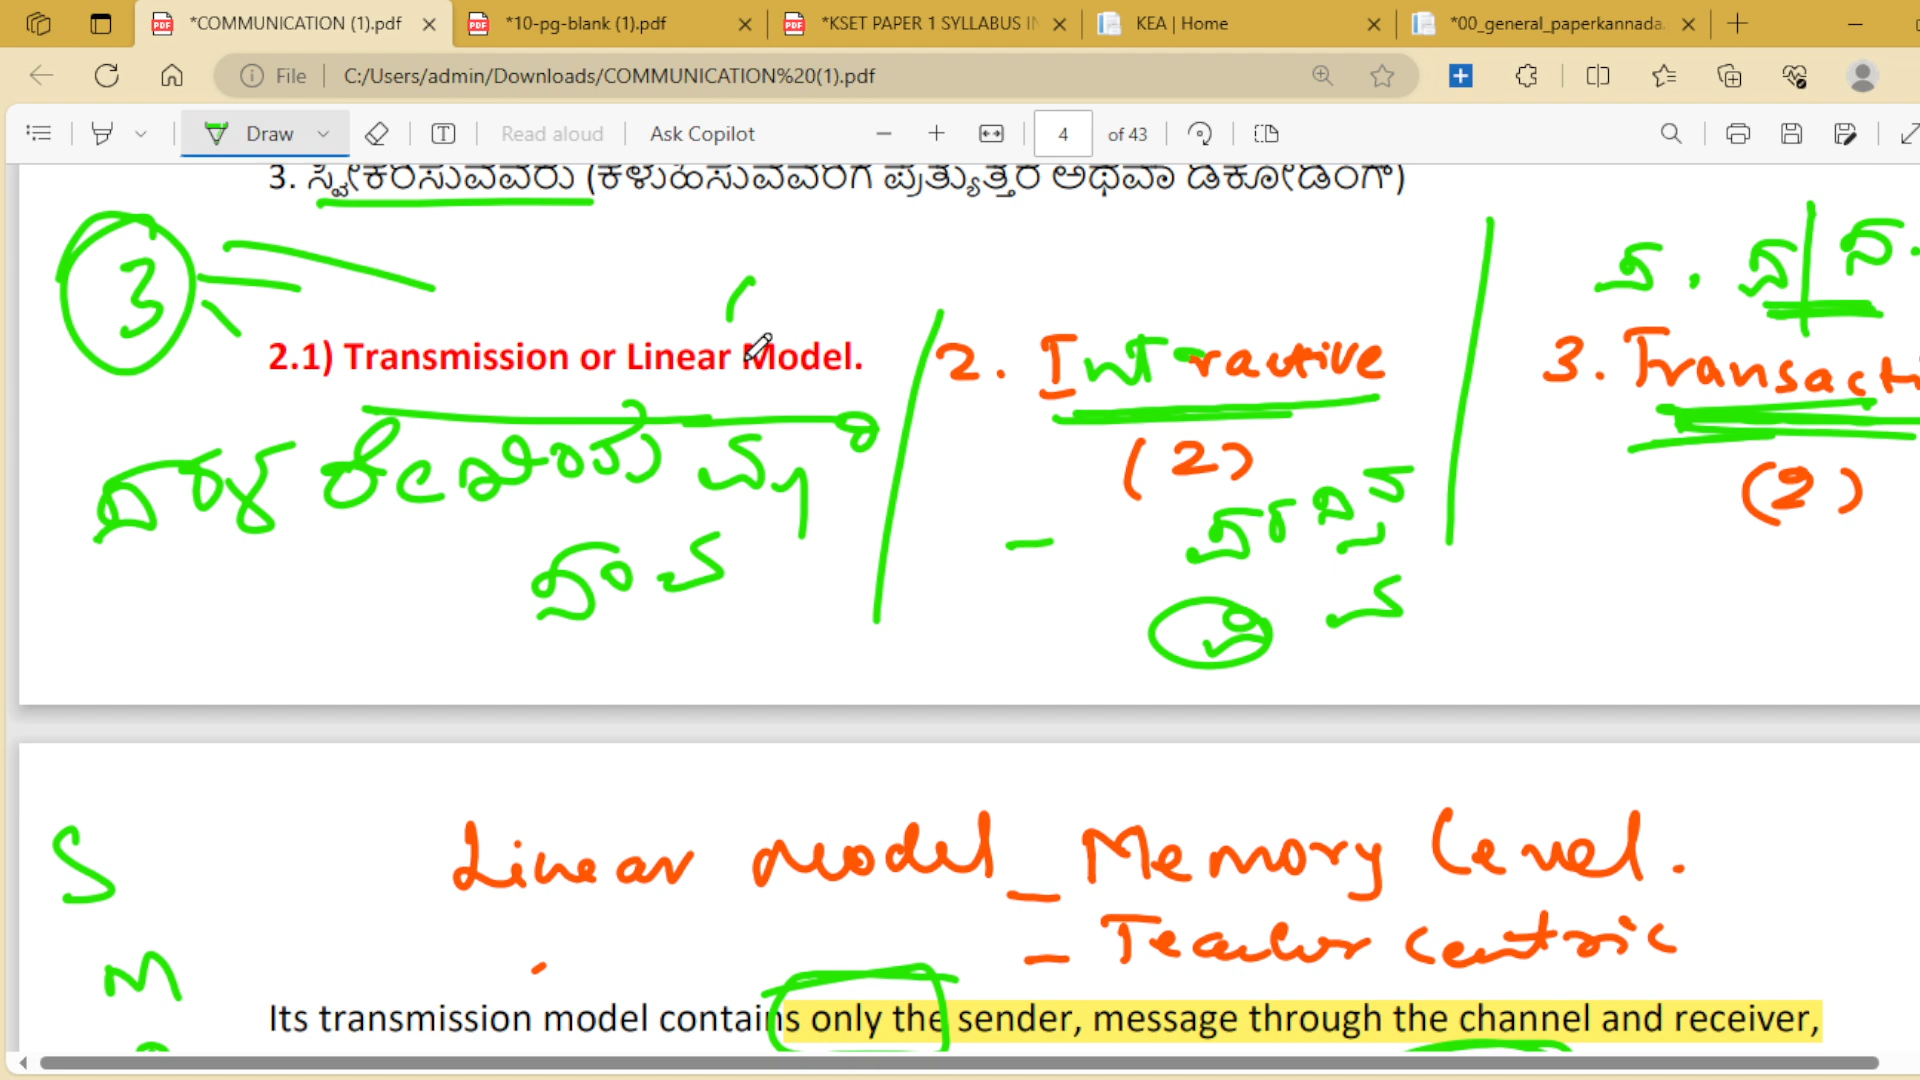 *COMMUNICATION (1).pdf
*10-pg-blank (1).pdf
*KSET PAPER 1 SYLLABUS IN
KEA | Home
*00_general_paperkannada.
File
C:/Users/admin/Downloads/COMMUNICATION%20(1).pdf
Draw
Read aloud
Ask Copilot
4
of 43
3. ಸ್ವೀಕರಿಸುವವರು (ಕಳುಹಿಸುವವರಿಗೆ ಪ್ರತ್ಯುತ್ತರ ಅಥವಾ ಡಿಕೋಡಿಂಗ್)
3
2.1) Transmission or Linear Model.
2. Interactive
3. Transacti
(2)
(2)
S
Linear model – Memory level.
M
– Teacher centric
Its transmission model contains only the sender, message through the channel and receiver,